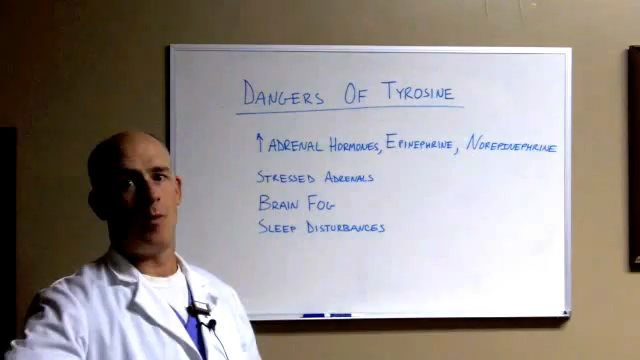 DANGERS OF TYROSINE
↑ ADRENAL HORMONES, EPINEPHRINE, NOREPINEPHRINE
STRESSED ADRENALS
BRAIN FOG
SLEEP DISTURBANCES